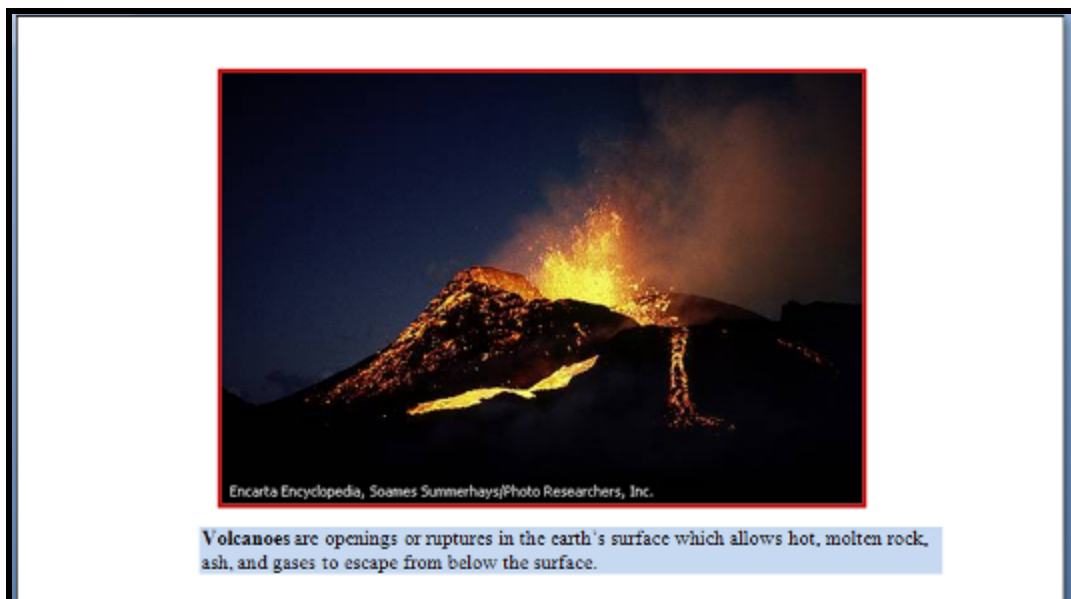 Encarta Encyclopedia, Soames Summerhays/Photo Researchers, Inc.
Volcanoes are openings or ruptures in the earth's surface which allows hot, molten rock,
ash, and gases to escape from below the surface.